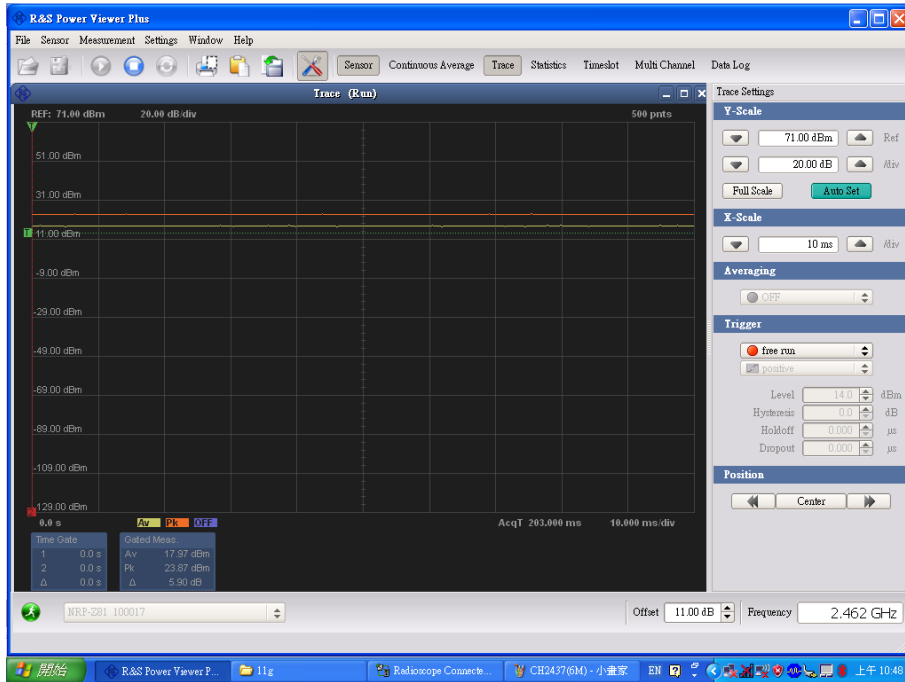 R&S Power Viewer Plus
File Sensor Measurement Settings Window Help
Sensor Continuous Average Trace Statistics Timeslot Multi Channel Data Log
Trace (Run)
REF: 71.00 dBm 20.00 dB/div 500 pnts
T
51.00 dBm
31.00 dBm
T 11.00 dBm
-9.00 dBm
-29.00 dBm
-49.00 dBm
-69.00 dBm
-89.00 dBm
-109.00 dBm
-129.00 dBm
0.0 s Av Pk OFF AcqT 203.000 ms 10.000 ms/div
Time Gate
1 0.0 s
2 0.0 s
Δ 0.0 s
Gated Meas.
Av 17.97 dBm
Pk 23.87 dBm
Δ 5.90 dB
Trace Settings
Y-Scale
71.00 dBm Ref
20.00 dB /div
Full Scale Auto Set
X-Scale
10 ms /div
Averaging
OFF
Trigger
free run
positive
Level 14.0 dBm
Hysteresis 0.0 dB
Holdoff 0.000 µs
Dropout 0.000 µs
Position
Center
NRP-Z81 100017 Offset 11.00 dB Frequency 2.462 GHz
開始 R&S Power Viewer P... 11g Radioscope Connecte... CH2437(6M) - 小畫家 EN 上午 10:48